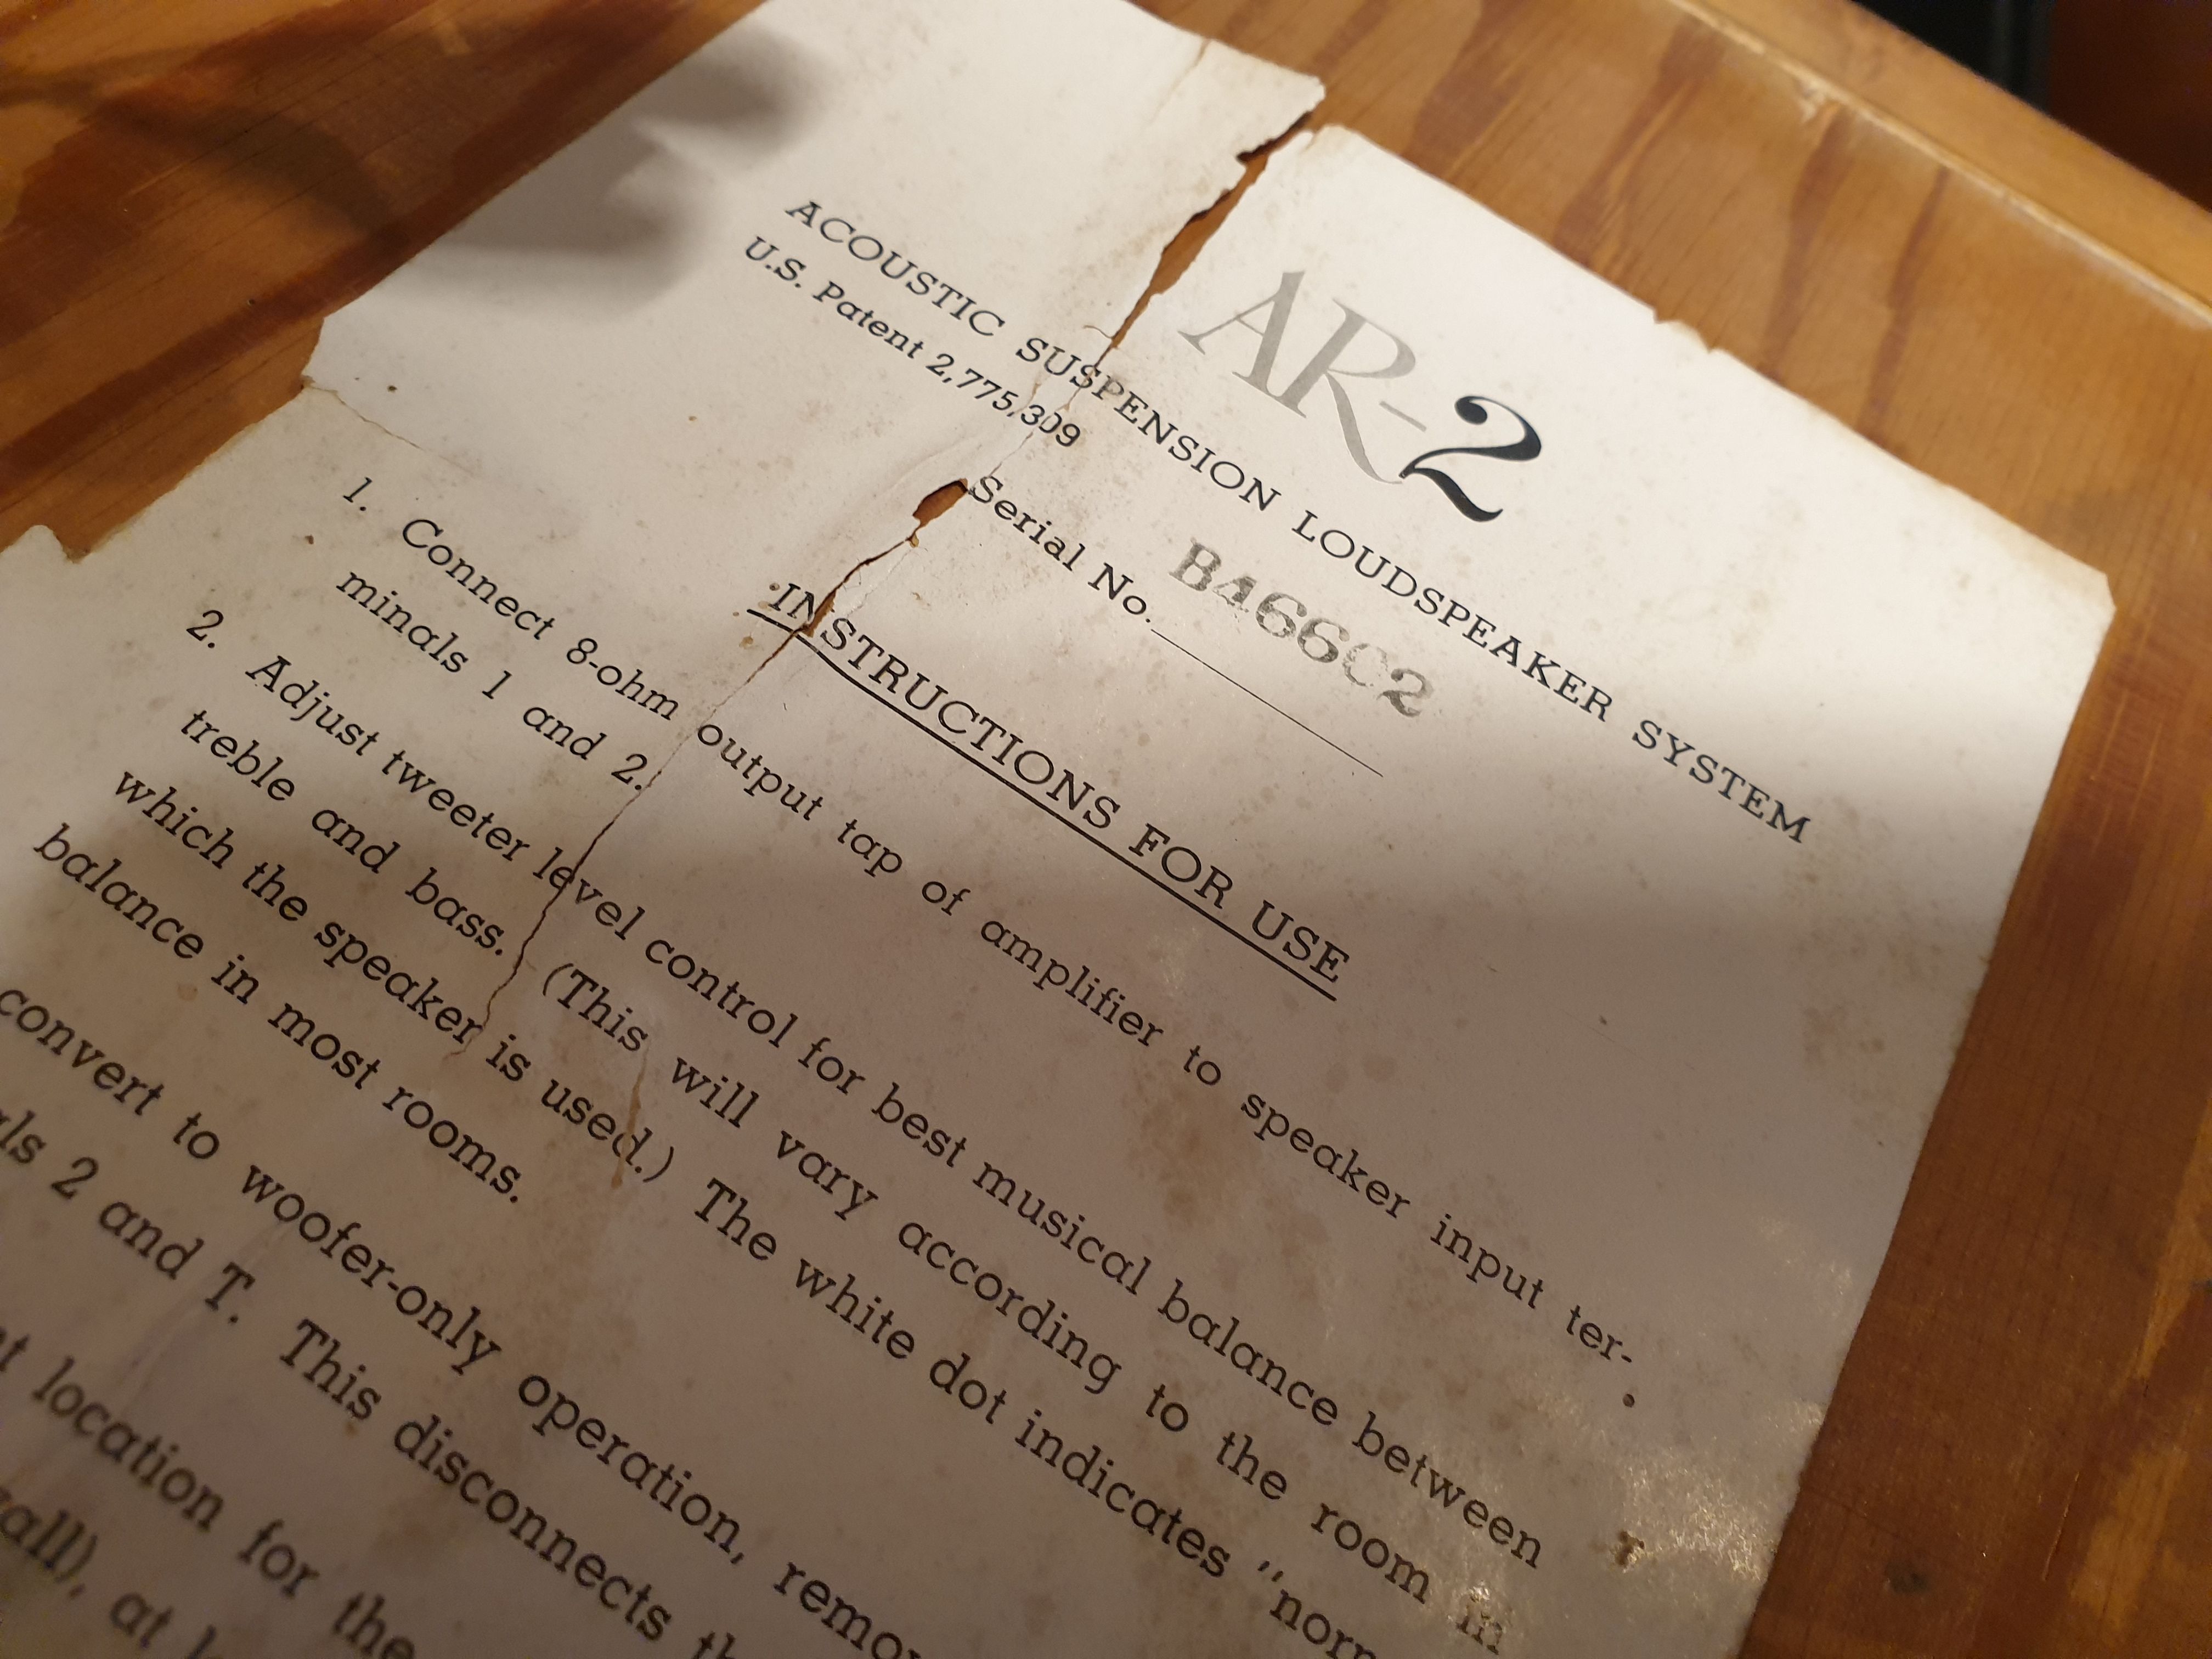 AR-2
ACOUSTIC SUSPENSION LOUDSPEAKER SYSTEM
U.S. Patent 2,775,309
Serial No. B46602
INSTRUCTIONS FOR USE
1. Connect 8-ohm output tap of amplifier to speaker input ter-
minals 1 and 2.
2. Adjust tweeter level control for best musical balance between
treble and bass. (This will vary according to the room in
which the speaker is used.) The white dot indicates "norm
balance in most rooms.
convert to woofer-only operation, remov
ls 2 and T. This disconnects th
location for the
all), at l